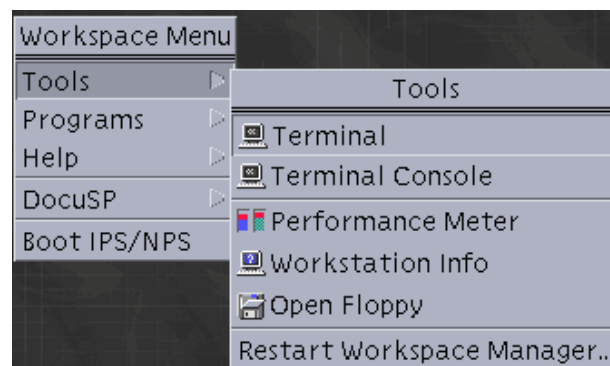 Workspace Menu
Tools
Programs
Help
DocuSP
Boot IPS/NPS
Tools
Terminal
Terminal Console
Performance Meter
Workstation Info
Open Floppy
Restart Workspace Manager..